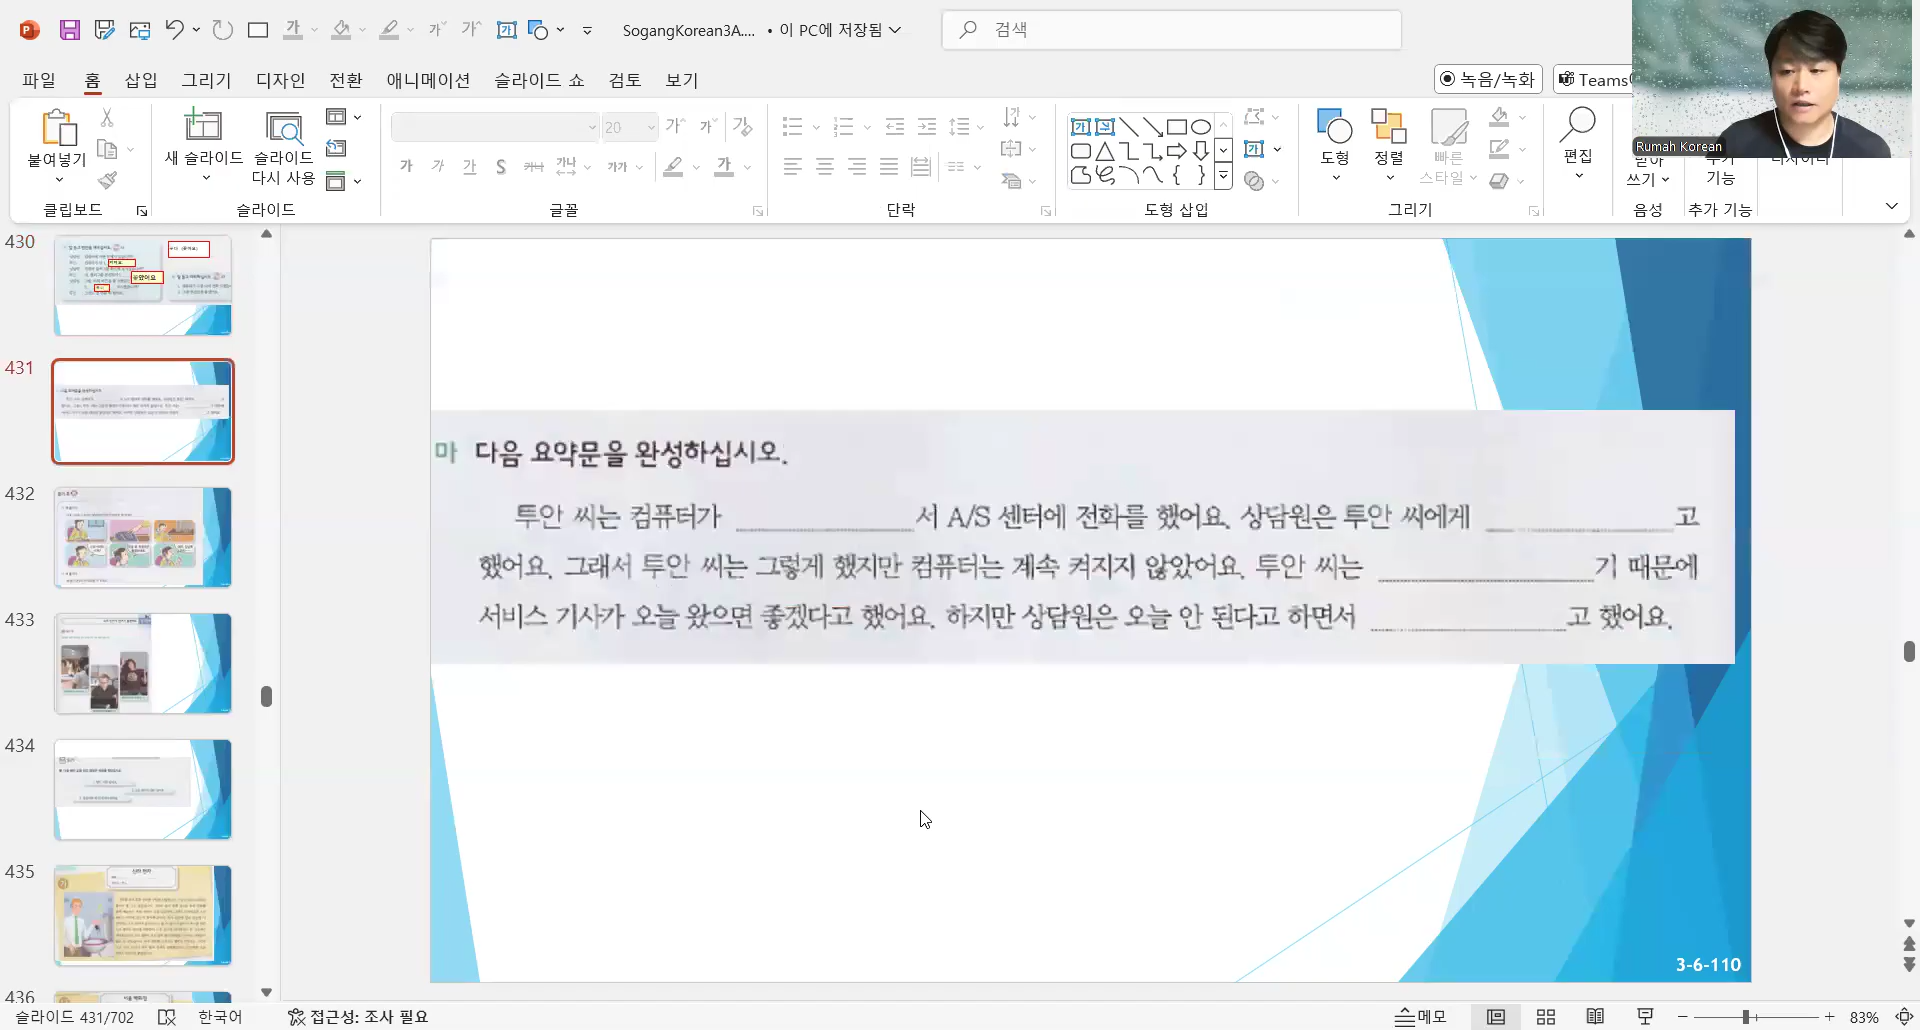 SogangKorean3A.... • 이 PC에 저장됨
검색
파일 홈 삽입 그리기 디자인 전환 애니메이션 슬라이드 쇼 검토 보기
녹음/녹화
Teams
Rumah Korean
붙여넣기
새 슬라이드
슬라이드 다시 사용
20
도형
정렬
빠른 스타일
편집
쓰기
기능
클립보드
슬라이드
글꼴
단락
도형 삽입
그리기
음성
추가 기능
430
431
432
433
434
435
436
마 다음 요약문을 완성하십시오.
투안 씨는 컴퓨터가 서 A/S 센터에 전화를 했어요. 상담원은 투안 씨에게 고
했어요. 그래서 투안 씨는 그렇게 했지만 컴퓨터는 계속 켜지지 않았어요. 투안 씨는 기 때문에
서비스 기사가 오늘 왔으면 좋겠다고 했어요. 하지만 상담원은 오늘 안 된다고 하면서 고 했어요.
3-6-110
슬라이드 431/702
한국어
접근성: 조사 필요
메모
83%